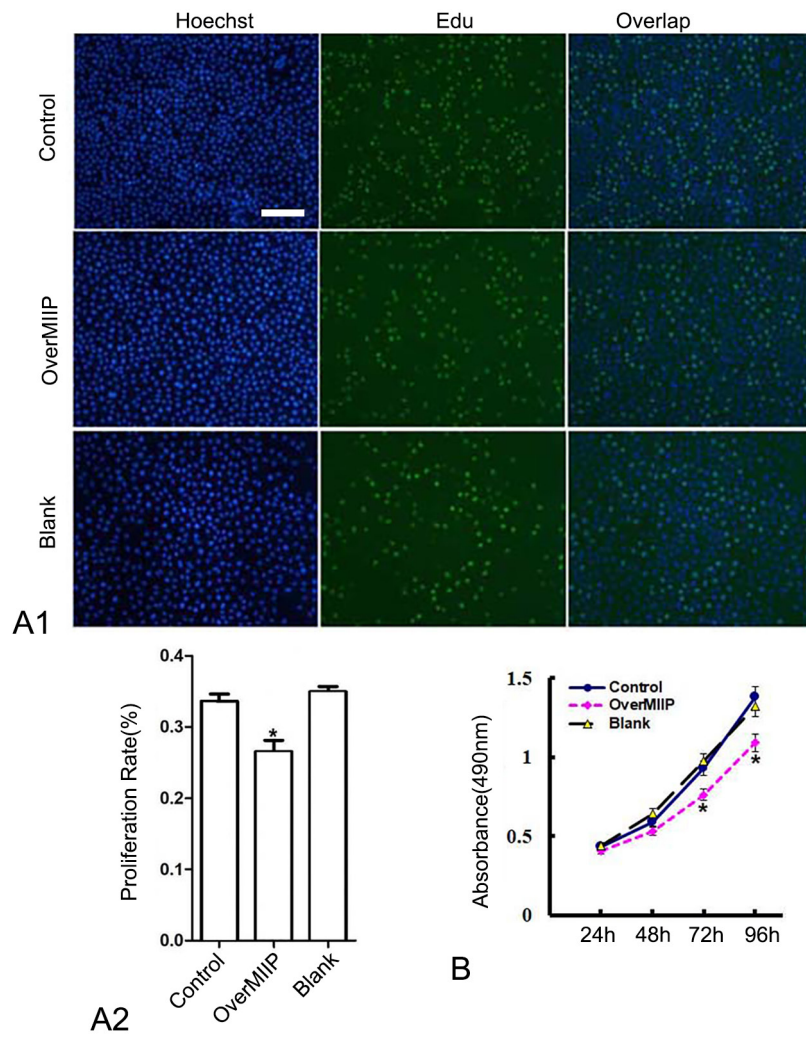 Hoechst Edu Overlap
Control
OverMIIP
Blank
A1
0.4
0.3
0.2
0.1
0.0
Proliferation Rate(%)
*
Control OverMIIP Blank
A2
1.5
1
0.5
0
Absorbance(490nm)
Control
OverMIIP
Blank
*
*
24h 48h 72h 96h
B